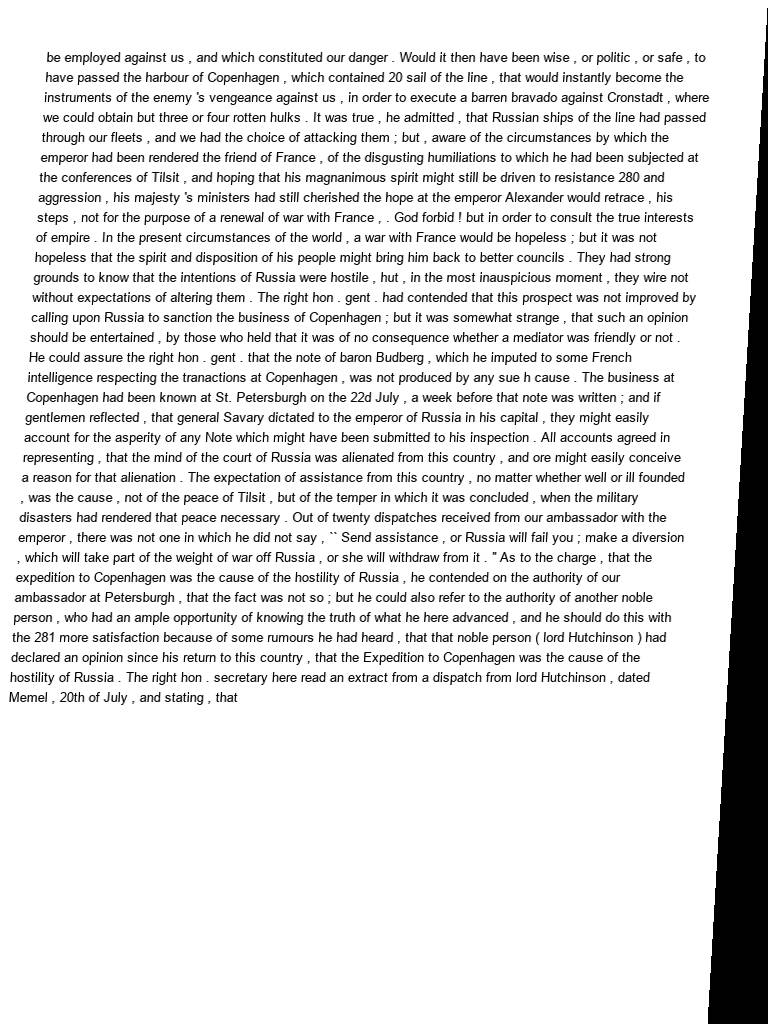 be employed against us , and which constituted our danger . Would it then have been wise , or politic , or safe , to
have passed the harbour of Copenhagen , which contained 20 sail of the line , that would instantly become the
instruments of the enemy 's vengeance against us , in order to execute a barren bravado against Cronstadt , where
we could obtain but three or four rotten hulks . It was true , he admitted , that Russian ships of the line had passed
through our fleets , and we had the choice of attacking them ; but , aware of the circumstances by which the
emperor had been rendered the friend of France , of the disgusting humiliations to which he had been subjected at
the conferences of Tilsit , and hoping that his magnanimous spirit might still be driven to resistance 280 and
aggression , his majesty 's ministers had still cherished the hope at the emperor Alexander would retrace , his
steps , not for the purpose of a renewal of war with France , . God forbid ! but in order to consult the true interests
of empire . In the present circumstances of the world , a war with France would be hopeless ; but it was not
hopeless that the spirit and disposition of his people might bring him back to better councils . They had strong
grounds to know that the intentions of Russia were hostile , hut , in the most inauspicious moment , they wire not
without expectations of altering them . The right hon . gent . had contended that this prospect was not improved by
calling upon Russia to sanction the business of Copenhagen ; but it was somewhat strange , that such an opinion
should be entertained , by those who held that it was of no consequence whether a mediator was friendly or not .
He could assure the right hon . gent . that the note of baron Budberg , which he imputed to some French
intelligence respecting the tranactions at Copenhagen , was not produced by any sue h cause . The business at
Copenhagen had been known at St. Petersburgh on the 22d July , a week before that note was written ; and if
gentlemen reflected , that general Savary dictated to the emperor of Russia in his capital , they might easily
account for the asperity of any Note which might have been submitted to his inspection . All accounts agreed in
representing , that the mind of the court of Russia was alienated from this country , and ore might easily conceive
a reason for that alienation . The expectation of assistance from this country , no matter whether well or ill founded
, was the cause , not of the peace of Tilsit , but of the temper in which it was concluded , when the military
disasters had rendered that peace necessary . Out of twenty dispatches received from our ambassador with the
emperor , there was not one in which he did not say , `` Send assistance , or Russia will fail you ; make a diversion
, which will take part of the weight of war off Russia , or she will withdraw from it . " As to the charge , that the
expedition to Copenhagen was the cause of the hostility of Russia , he contended on the authority of our
ambassador at Petersburgh , that the fact was not so ; but he could also refer to the authority of another noble
person , who had an ample opportunity of knowing the truth of what he here advanced , and he should do this with
the 281 more satisfaction because of some rumours he had heard , that that noble person ( lord Hutchinson ) had
declared an opinion since his return to this country , that the Expedition to Copenhagen was the cause of the
hostility of Russia . The right hon . secretary here read an extract from a dispatch from lord Hutchinson , dated
Memel , 20th of July , and stating , that